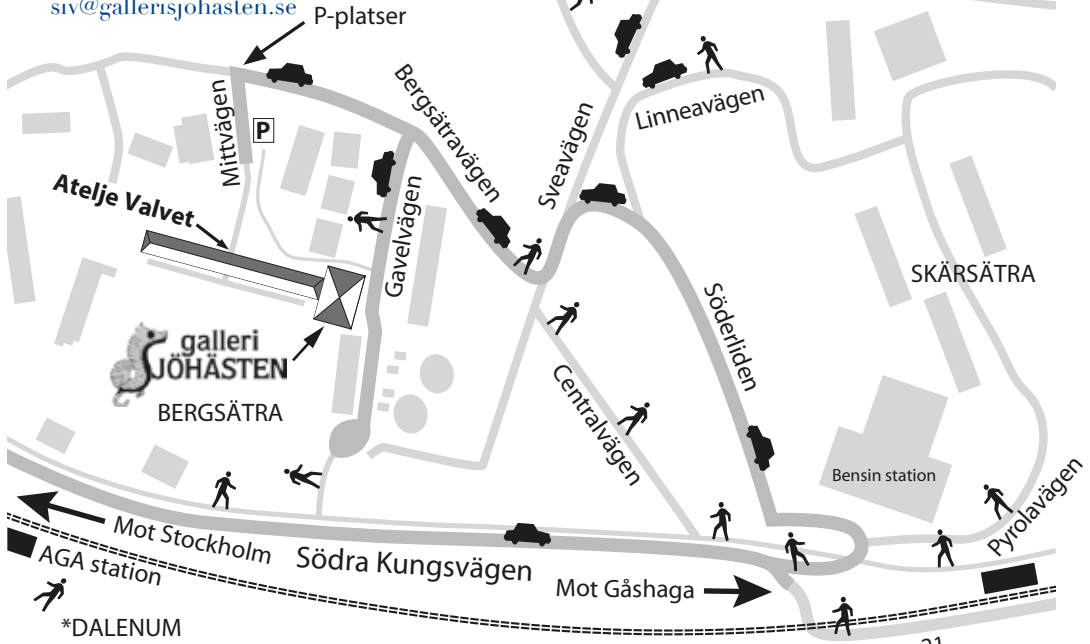 siv@gallerisjohasten.se
P-platser
Bergsätravägen
Linneavägen
Sveavägen
Mittvägen
P
Atelje Valvet
Gavelvägen
SKÄRSÄTRA
Söderliden
galleri
SJÖHÄSTEN
BERGSÄTRA
Centralvägen
Bensin station
Pyrolavägen
Mot Stockholm
Södra Kungsvägen
AGA station
Mot Gåshaga
*DALENUM